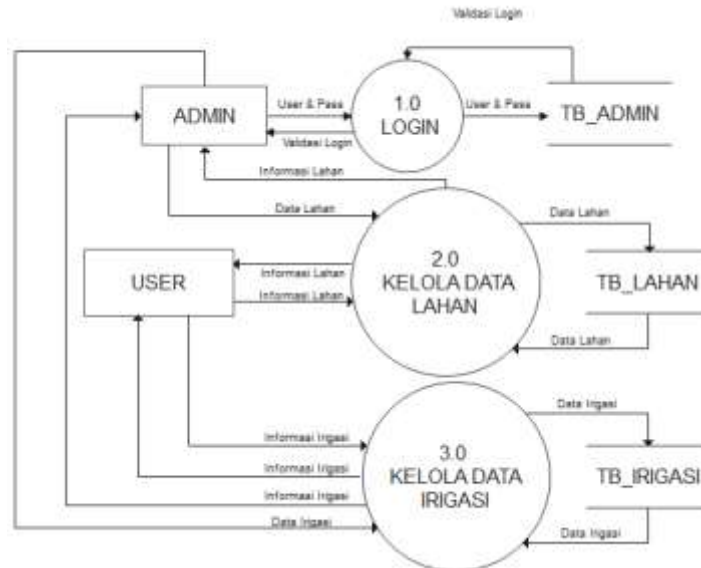 Validasi Login
ADMIN
User & Pass
1.0
LOGIN
User & Pass
TB_ADMIN
Validasi Login
Informasi Lahan
Data Lahan
Data Lahan
USER
Informasi Lahan
Informasi Lahan
2.0
KELOLA DATA
LAHAN
TB_LAHAN
Data Lahan
Data Irigasi
Informasi Irigasi
Informasi Irigasi
Informasi Irigasi
Data Irigasi
3.0
KELOLA DATA
IRIGASI
TB_IRIGASI
Data Irigasi